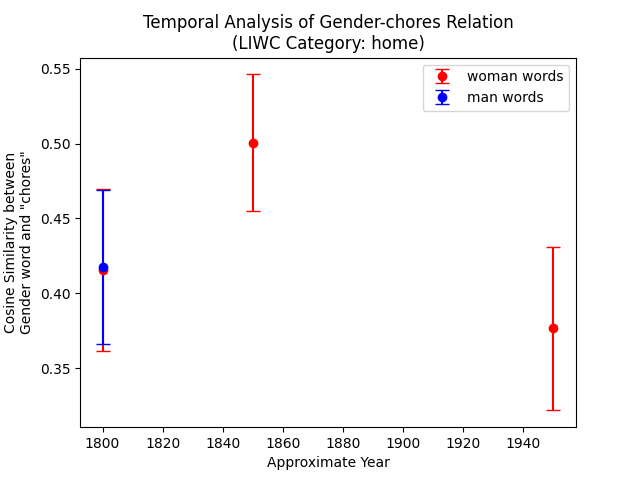 Temporal Analysis of Gender-chores Relation
(LIWC Category: home)
woman words
man words
Cosine Similarity between
Gender word and "chores"
0.55
0.50
0.45
0.40
0.35
1800
1820
1840
1860
1880
1900
1920
1940
Approximate Year